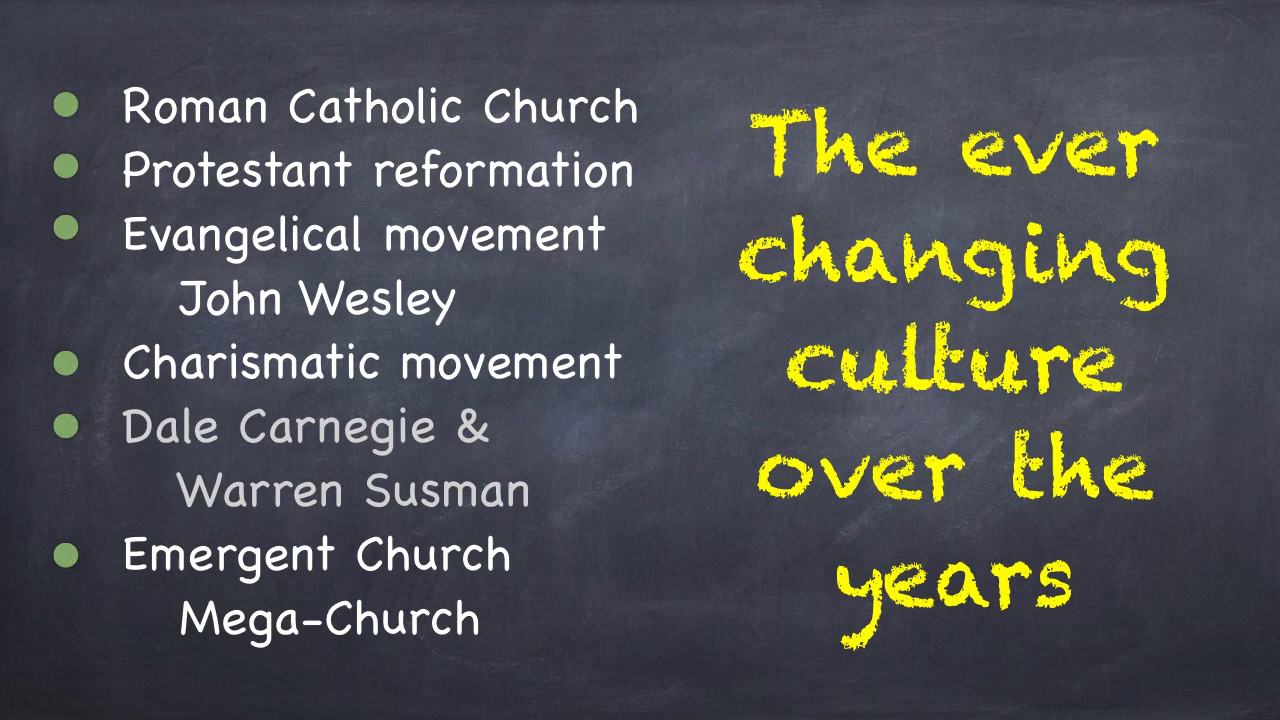 Roman Catholic Church
Protestant reformation
Evangelical movement
John Wesley
Charismatic movement
Dale Carnegie &
Warren Susman
Emergent Church
Mega-Church
The ever
changing
culture
over the
years